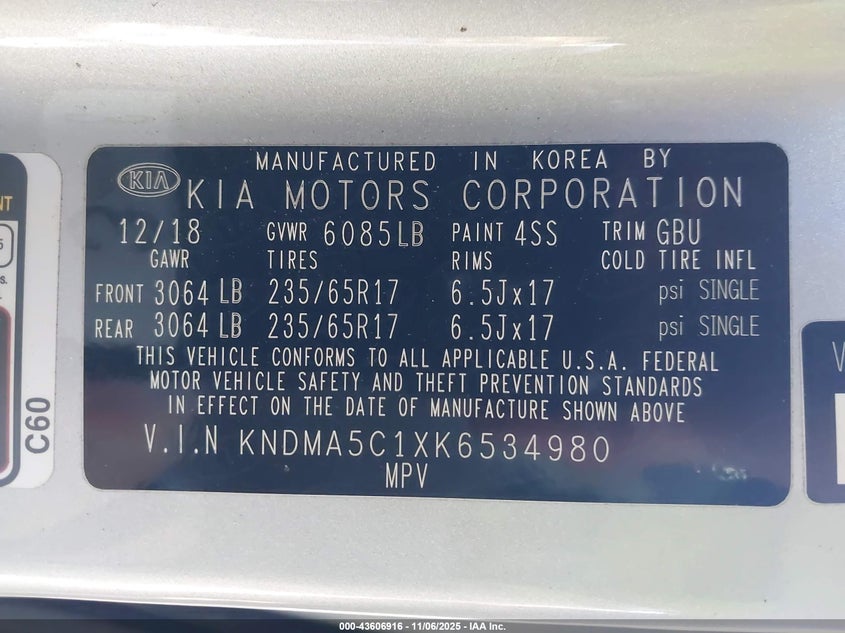 MANUFACTURED IN KOREA BY
KIA KIA MOTORS CORPORATION
12/18 GVWR 6085LB PAINT 4SS TRIM GBU
GAWR TIRES RIMS COLD TIRE INFL
FRONT 3064 LB 235/65R17 6.5Jx17 psi SINGLE
REAR 3064 LB 235/65R17 6.5Jx17 psi SINGLE
THIS VEHICLE CONFORMS TO ALL APPLICABLE U.S.A. FEDERAL
MOTOR VEHICLE SAFETY AND THEFT PREVENTION STANDARDS
IN EFFECT ON THE DATE OF MANUFACTURE SHOWN ABOVE
V.I.N KNDMA5C1XK6534980
MPV
C60
000-43606916 - 11/06/2025 - IAA Inc.